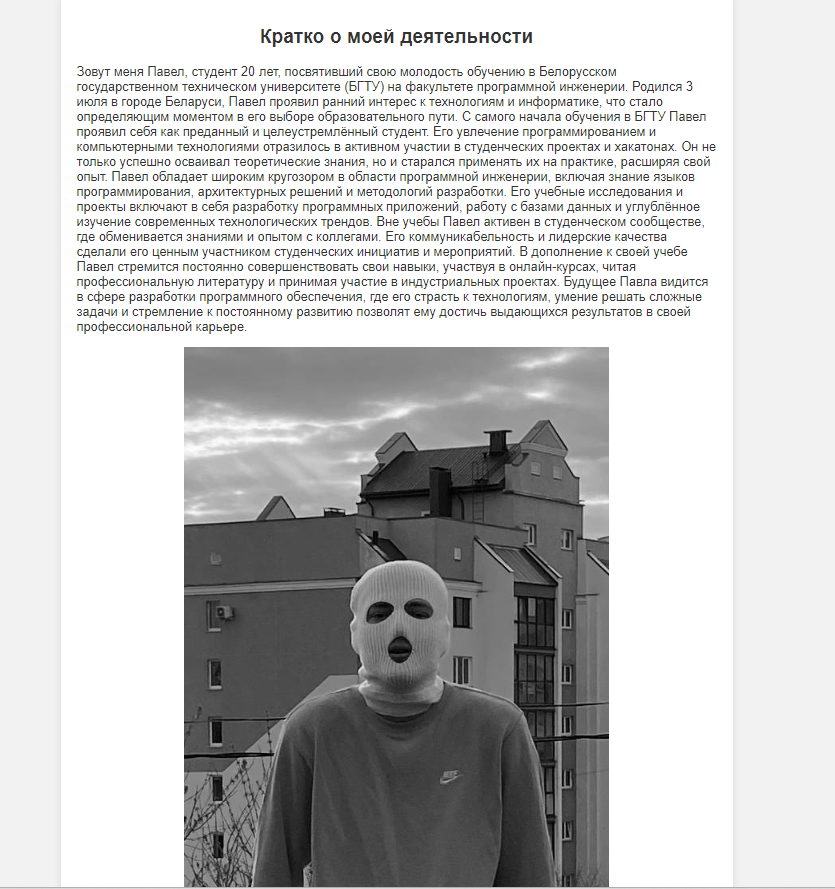 Кратко о моей деятельности
Зовут меня Павел, студент 20 лет, посвятивший свою молодость обучению в Белорусском
государственном техническом университете (БГТУ) на факультете программной инженерии. Родился 3
июля в городе Беларуси, Павел проявил ранний интерес к технологиям и информатике, что стало
определяющим моментом в его выборе образовательного пути. С самого начала обучения в БГТУ Павел
проявил себя как преданный и целеустремлённый студент. Его увлечение программированием и
компьютерными технологиями отразилось в активном участии в студенческих проектах и хакатонах. Он не
только успешно осваивал теоретические знания, но и старался применять их на практике, расширяя свой
опыт. Павел обладает широким кругозором в области программной инженерии, включая знание языков
программирования, архитектурных решений и методологий разработки. Его учебные исследования и
проекты включают в себя разработку программных приложений, работу с базами данных и углублённое
изучение современных технологических трендов. Вне учебы Павел активен в студенческом сообществе,
где обменивается знаниями и опытом с коллегами. Его коммуникабельность и лидерские качества
сделали его ценным участником студенческих инициатив и мероприятий. В дополнение к своей учебе
Павел стремится постоянно совершенствовать свои навыки, участвуя в онлайн-курсах, читая
профессиональную литературу и принимая участие в индустриальных проектах. Будущее Павла видится
в сфере разработки программного обеспечения, где его страсть к технологиям, умение решать сложные
задачи и стремление к постоянному развитию позволят ему достичь выдающихся результатов в своей
профессиональной карьере.